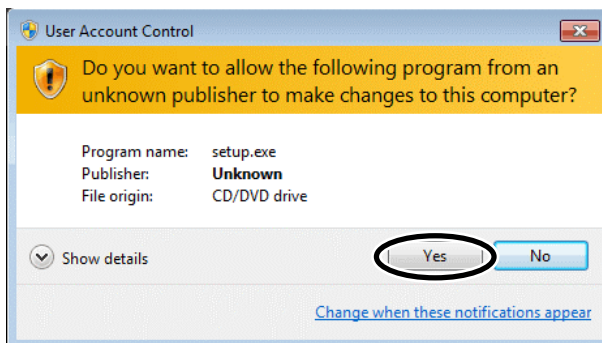 User Account Control
Do you want to allow the following program from an
unknown publisher to make changes to this computer?
Program name: setup.exe
Publisher: Unknown
File origin: CD/DVD drive
Show details Yes No
Change when these notifications appear